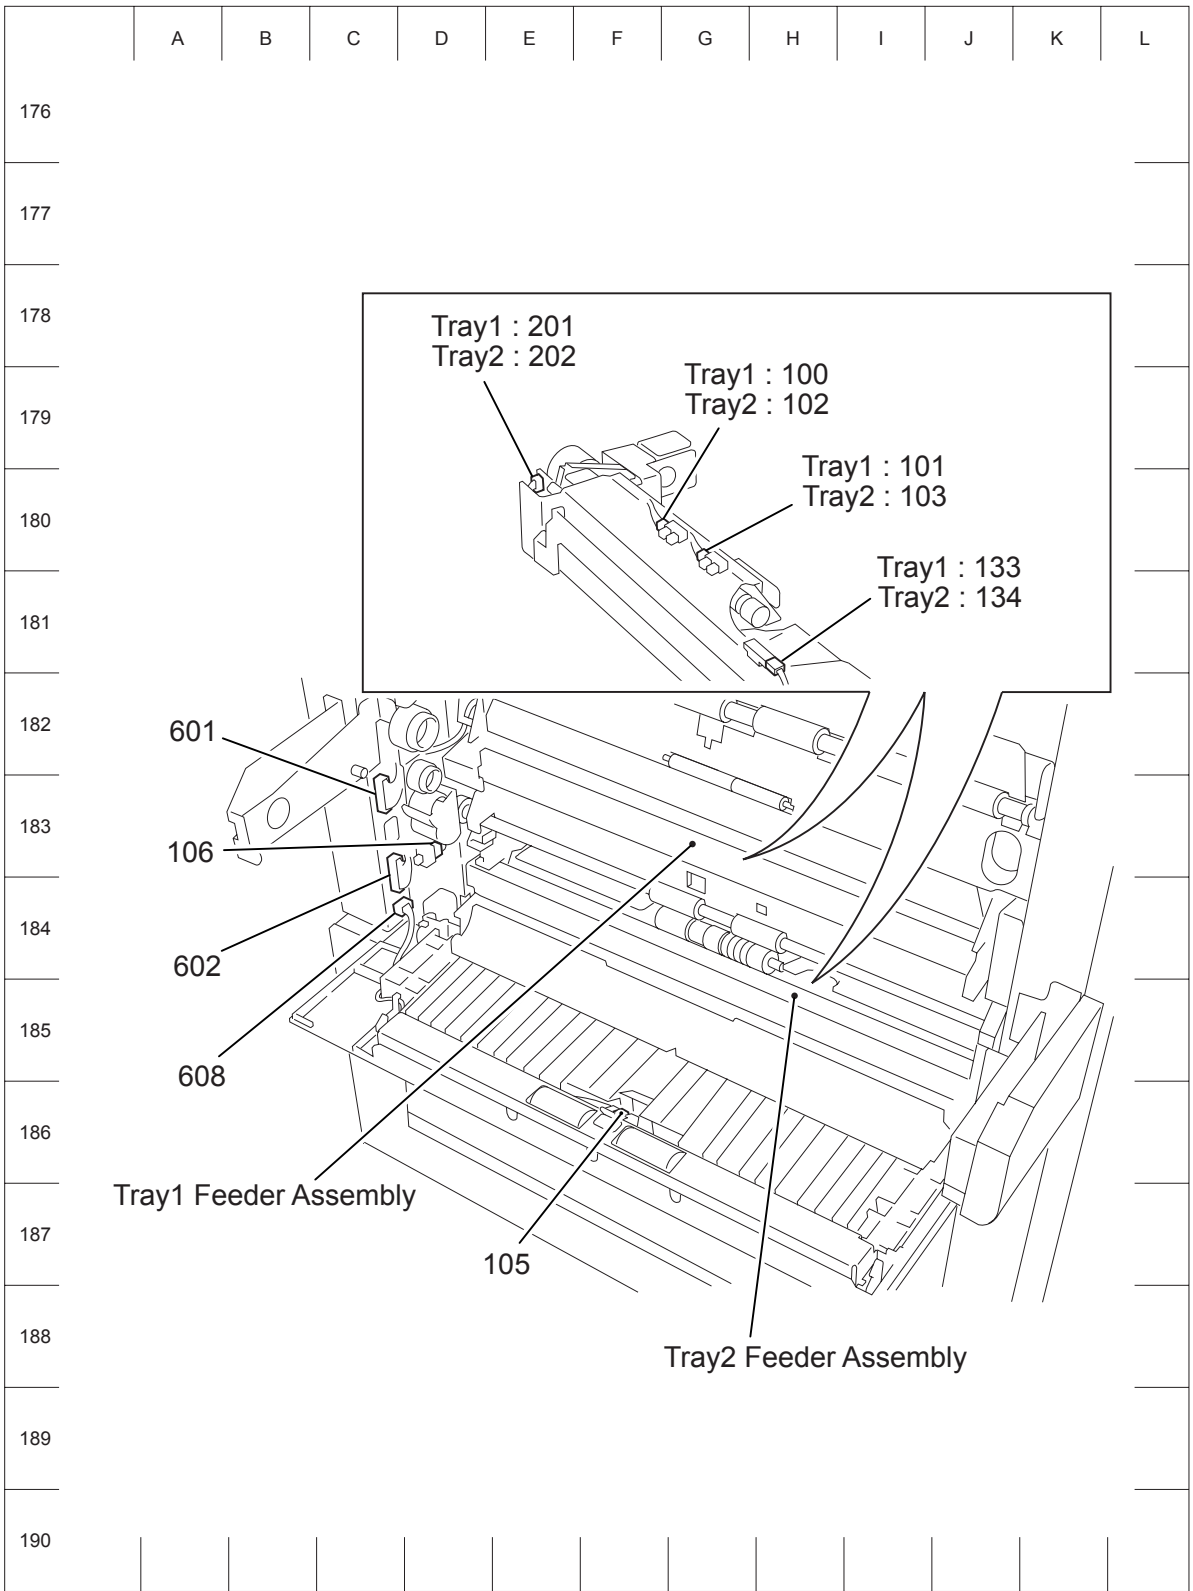 A B C D E F G H I J K L
176
177
178
Tray1 : 201
Tray2 : 202
Tray1 : 100
Tray2 : 102
179
Tray1 : 101
Tray2 : 103
180
Tray1 : 133
Tray2 : 134
181
182
601
183
106
184
602
185
608
186
Tray1 Feeder Assembly
187
105
188
Tray2 Feeder Assembly
189
190